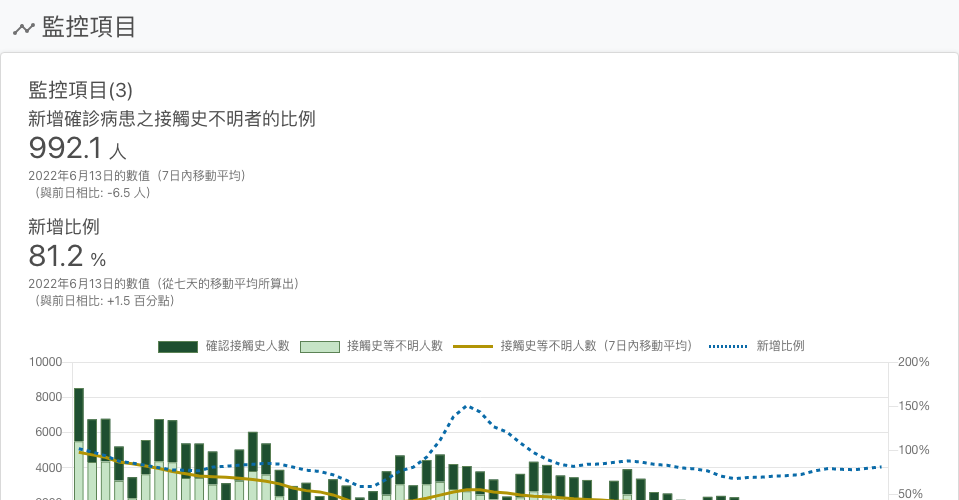 監控項目
監控項目(3)
新增確診病患之接觸史不明者的比例
992.1 人
2022年6月13日的數值（7日內移動平均）
（與前日相比: -6.5 人）
新增比例
81.2 %
2022年6月13日的數值（從七天的移動平均所算出）
（與前日相比: +1.5 百分點）
確認接觸史人數 接觸史等不明人數 接觸史等不明人數（7日內移動平均） 新增比例
10000 200%
8000
150%
6000
100%
4000
50%